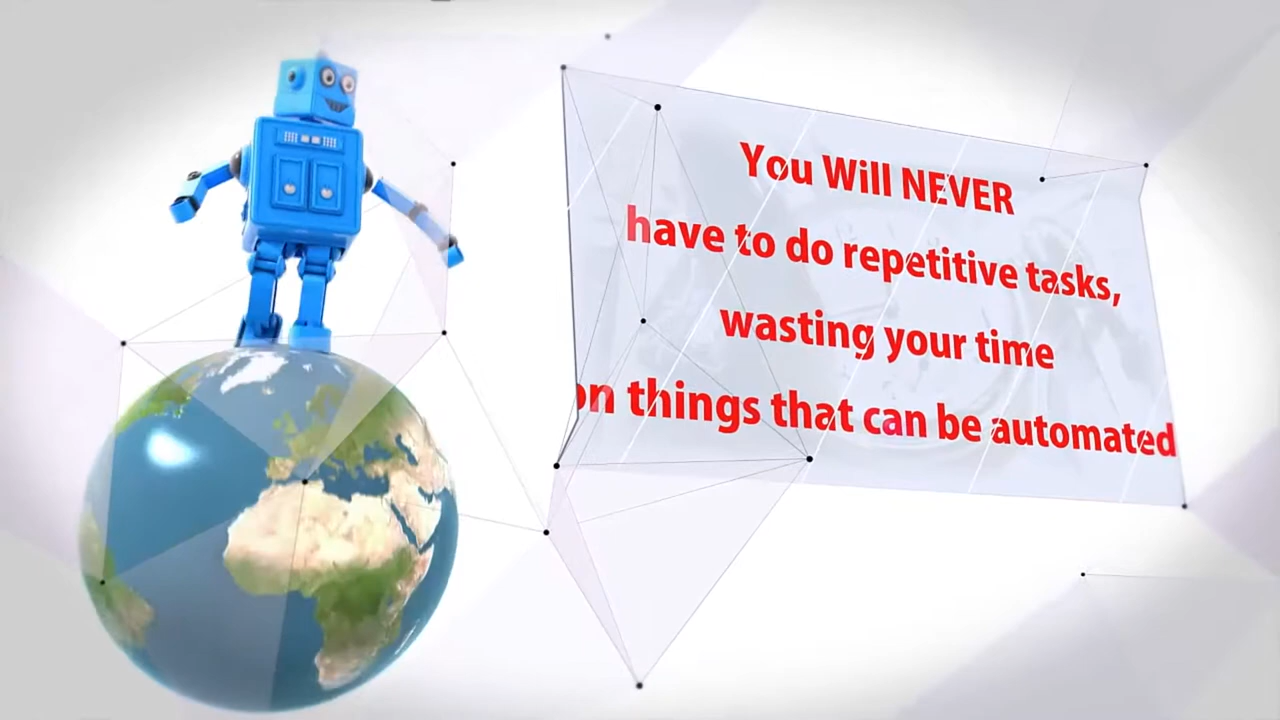 You Will NEVER
have to do repetitive tasks,
wasting your time
on things that can be automated